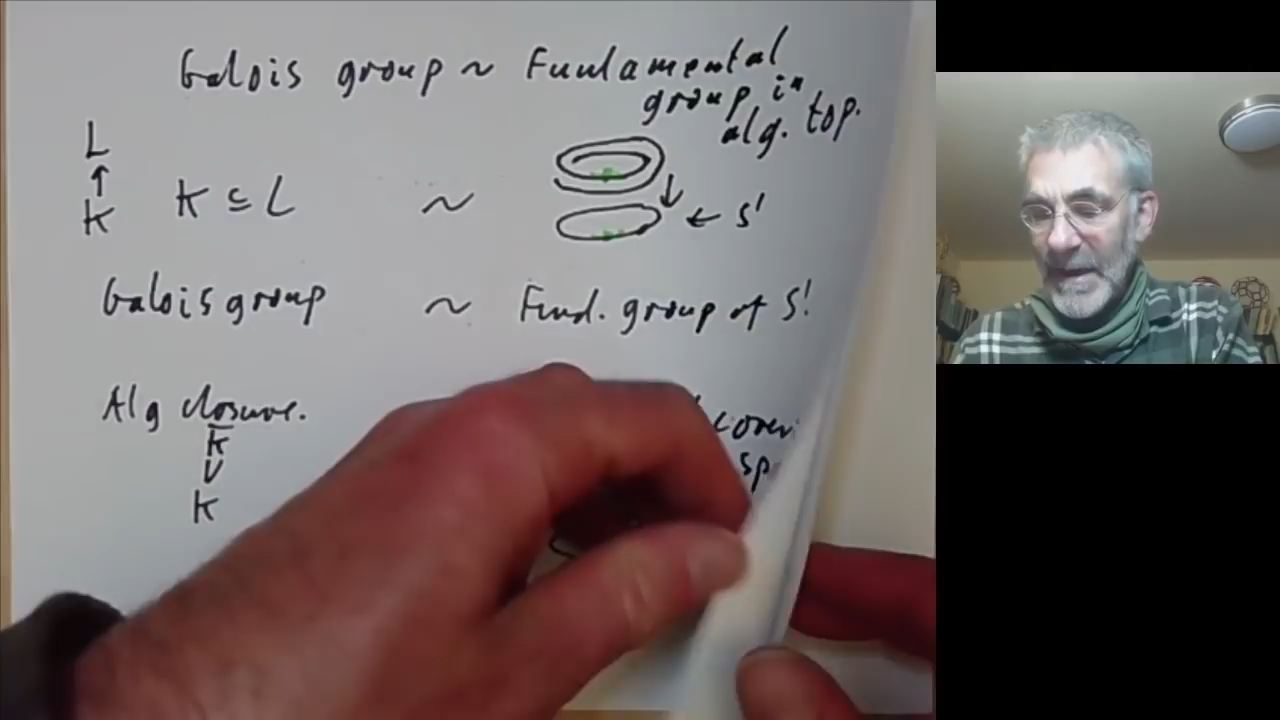 Galois group ~ Fundamental
group in
alg. top.
L
↑
K
K ⊆ L ~
↓
← S¹
Galois group ~ Fund. group of S¹
Alg closure.
K̄
∪
K